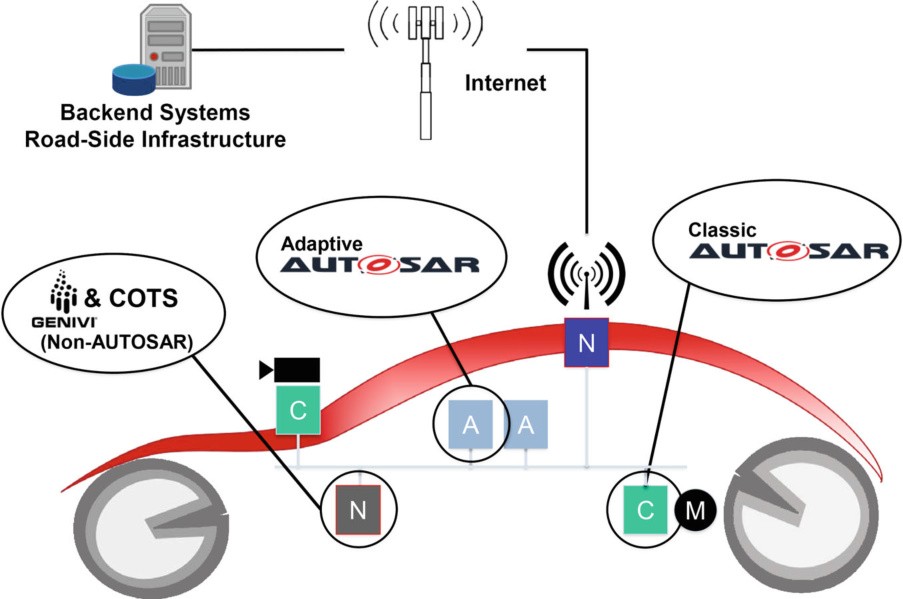 Backend Systems
Road-Side Infrastructure
Internet
Adaptive
AUTOSAR
Classic
AUTOSAR
GENIVI
& COTS
(Non-AUTOSAR)
N
C
A
A
N
C
M